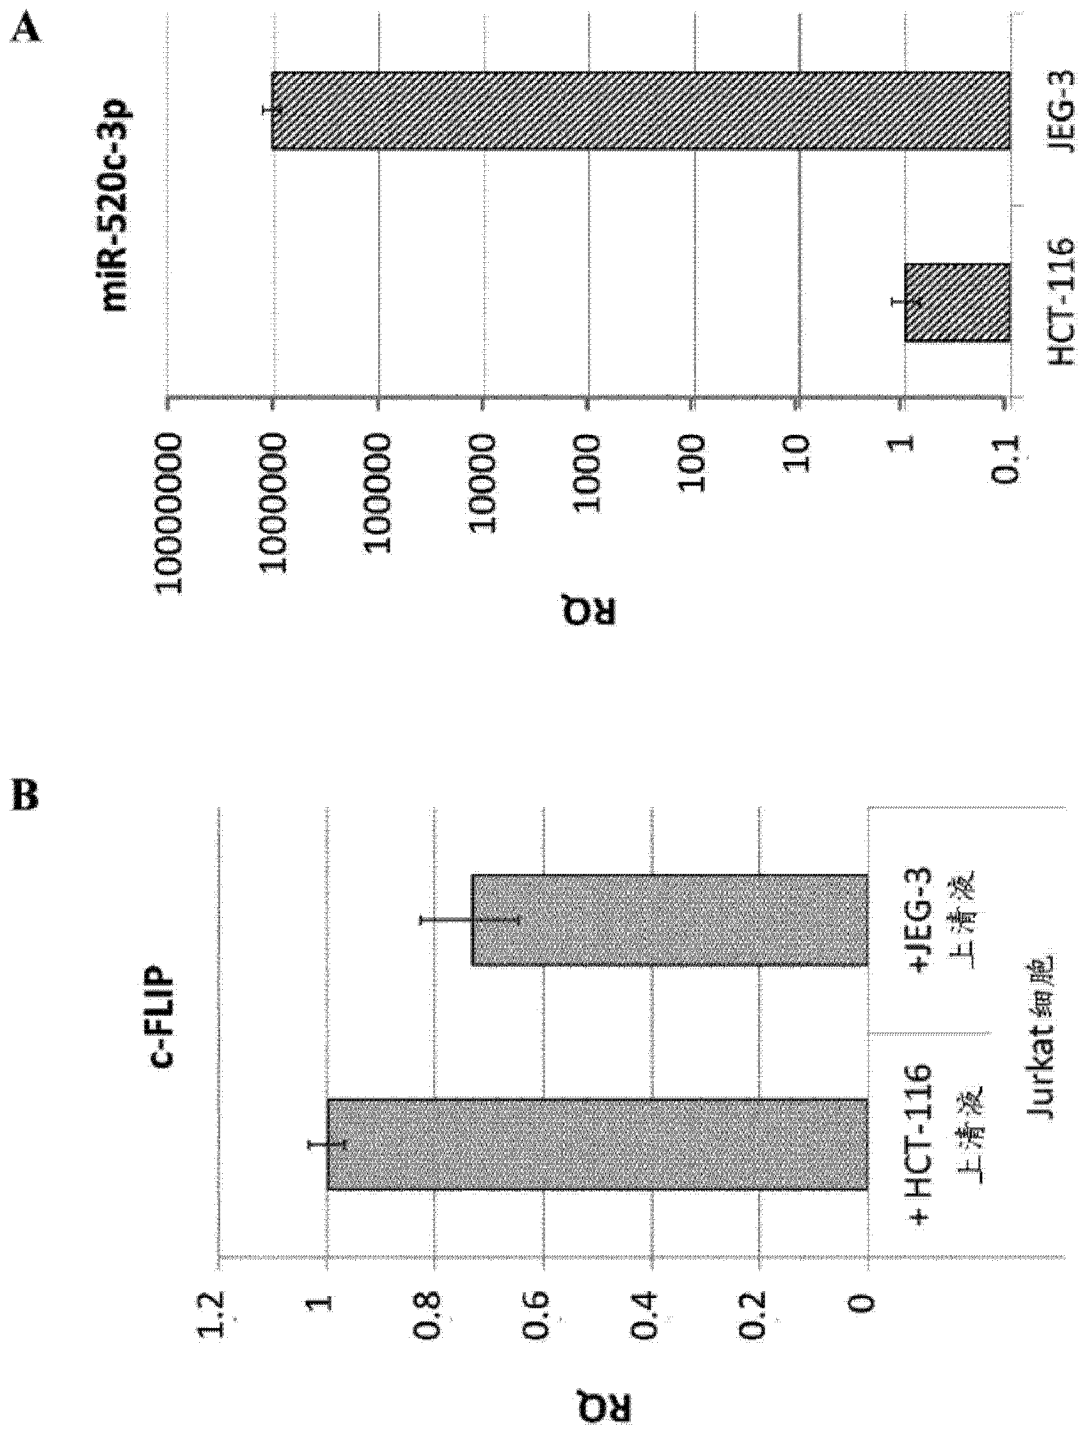 A
miR-520c-3p
10000000
1000000
100000
10000
1000
100
10
1
0.1
RQ
HCT-116
JEG-3
B
c-FLIP
1.2
1
0.8
0.6
0.4
0.2
0
RQ
+ HCT-116
上清液
+JEG-3
上清液
Jurkat 细胞